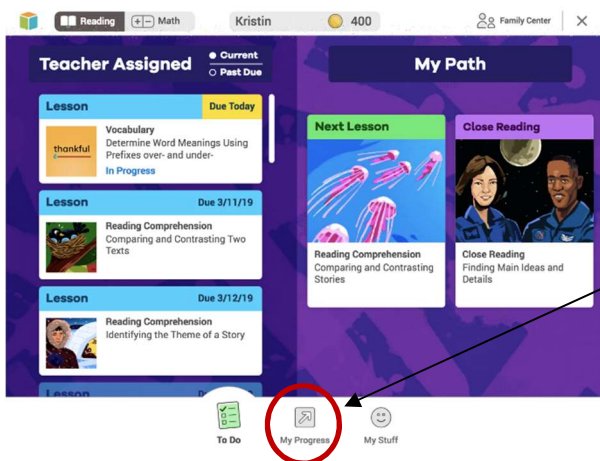 Reading
Math
Kristin
400
Family Center
Teacher Assigned
Current
Past Due
Lesson
Due Today
thankful
Vocabulary
Determine Word Meanings Using
Prefixes over- and under-
In Progress
Lesson
Due 3/11/19
Reading Comprehension
Comparing and Contrasting Two
Texts
Lesson
Due 3/12/19
Reading Comprehension
Identifying the Theme of a Story
Lesson
My Path
Next Lesson
Reading Comprehension
Comparing and Contrasting
Stories
Close Reading
Close Reading
Finding Main Ideas and
Details
To Do
My Progress
My Stuff